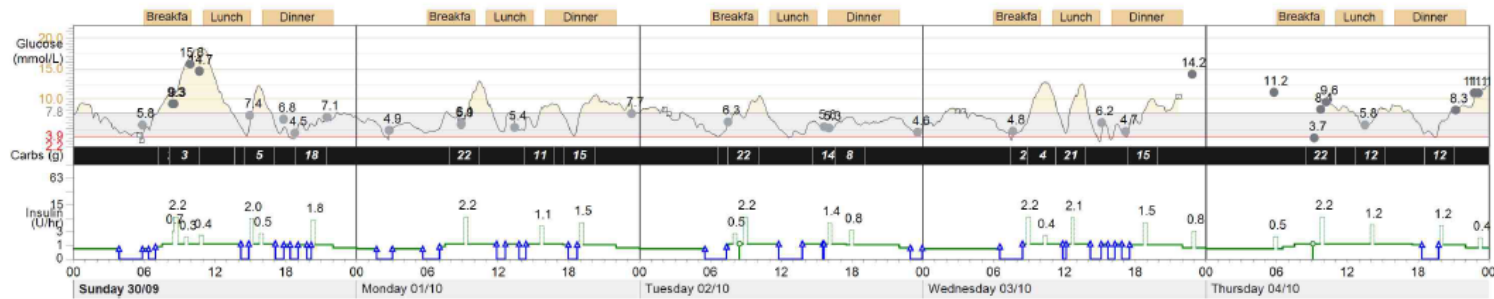 Breakfa Lunch Dinner Breakfa Lunch Dinner Breakfa Lunch Dinner Breakfa Lunch Dinner Breakfa Lunch Dinner
20.0
Glucose
(mmol/L)
15.0
10.0
7.8
3.9
2.2
5.8 9.3 15.8 14.7 7.4 6.8 4.5 7.1 4.9 5.4 7.7 6.3 4.6 4.8 6.2 4.7 14.2 11.2 3.7 9.6 5.8 8.3
Carbs (g) 3 5 18 22 11 15 22 14 8 2 4 21 15 22 12 12
63
15
Insulin
(U/hr)
3
1
0
0.7 2.2 0.3 0.4 2.0 0.5 1.8 2.2 1.1 1.5 0.5 2.2 1.4 0.8 2.2 0.4 2.1 1.5 0.8 0.5 2.2 1.2 1.2 0.4
00 06 12 18 00 06 12 18 00 06 12 18 00 06 12 18 00 06 12 18 00
Sunday 30/09 Monday 01/10 Tuesday 02/10 Wednesday 03/10 Thursday 04/10